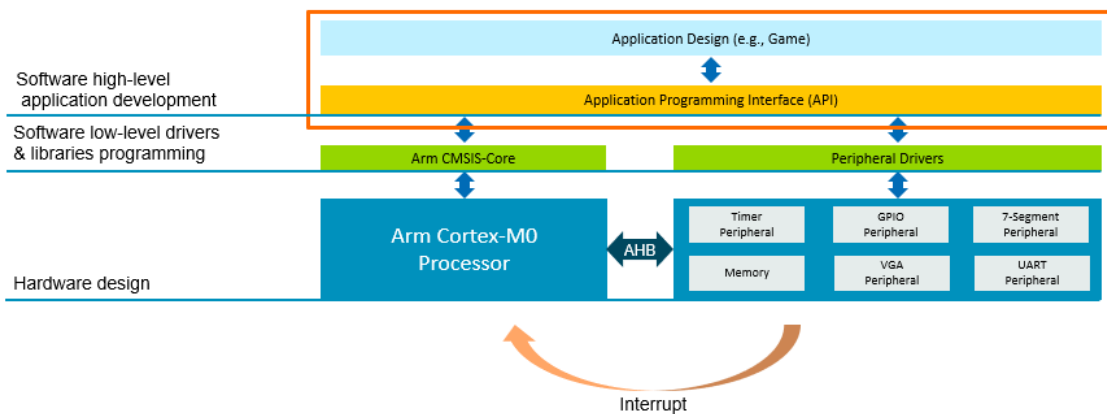 Application Design (e.g., Game)
Software high-level
application development
Application Programming Interface (API)
Software low-level drivers
& libraries programming
Arm CMSIS-Core
Peripheral Drivers
Arm Cortex-M0
Processor
AHB
Timer
Peripheral
GPIO
Peripheral
7-Segment
Peripheral
Memory
VGA
Peripheral
UART
Peripheral
Hardware design
Interrupt